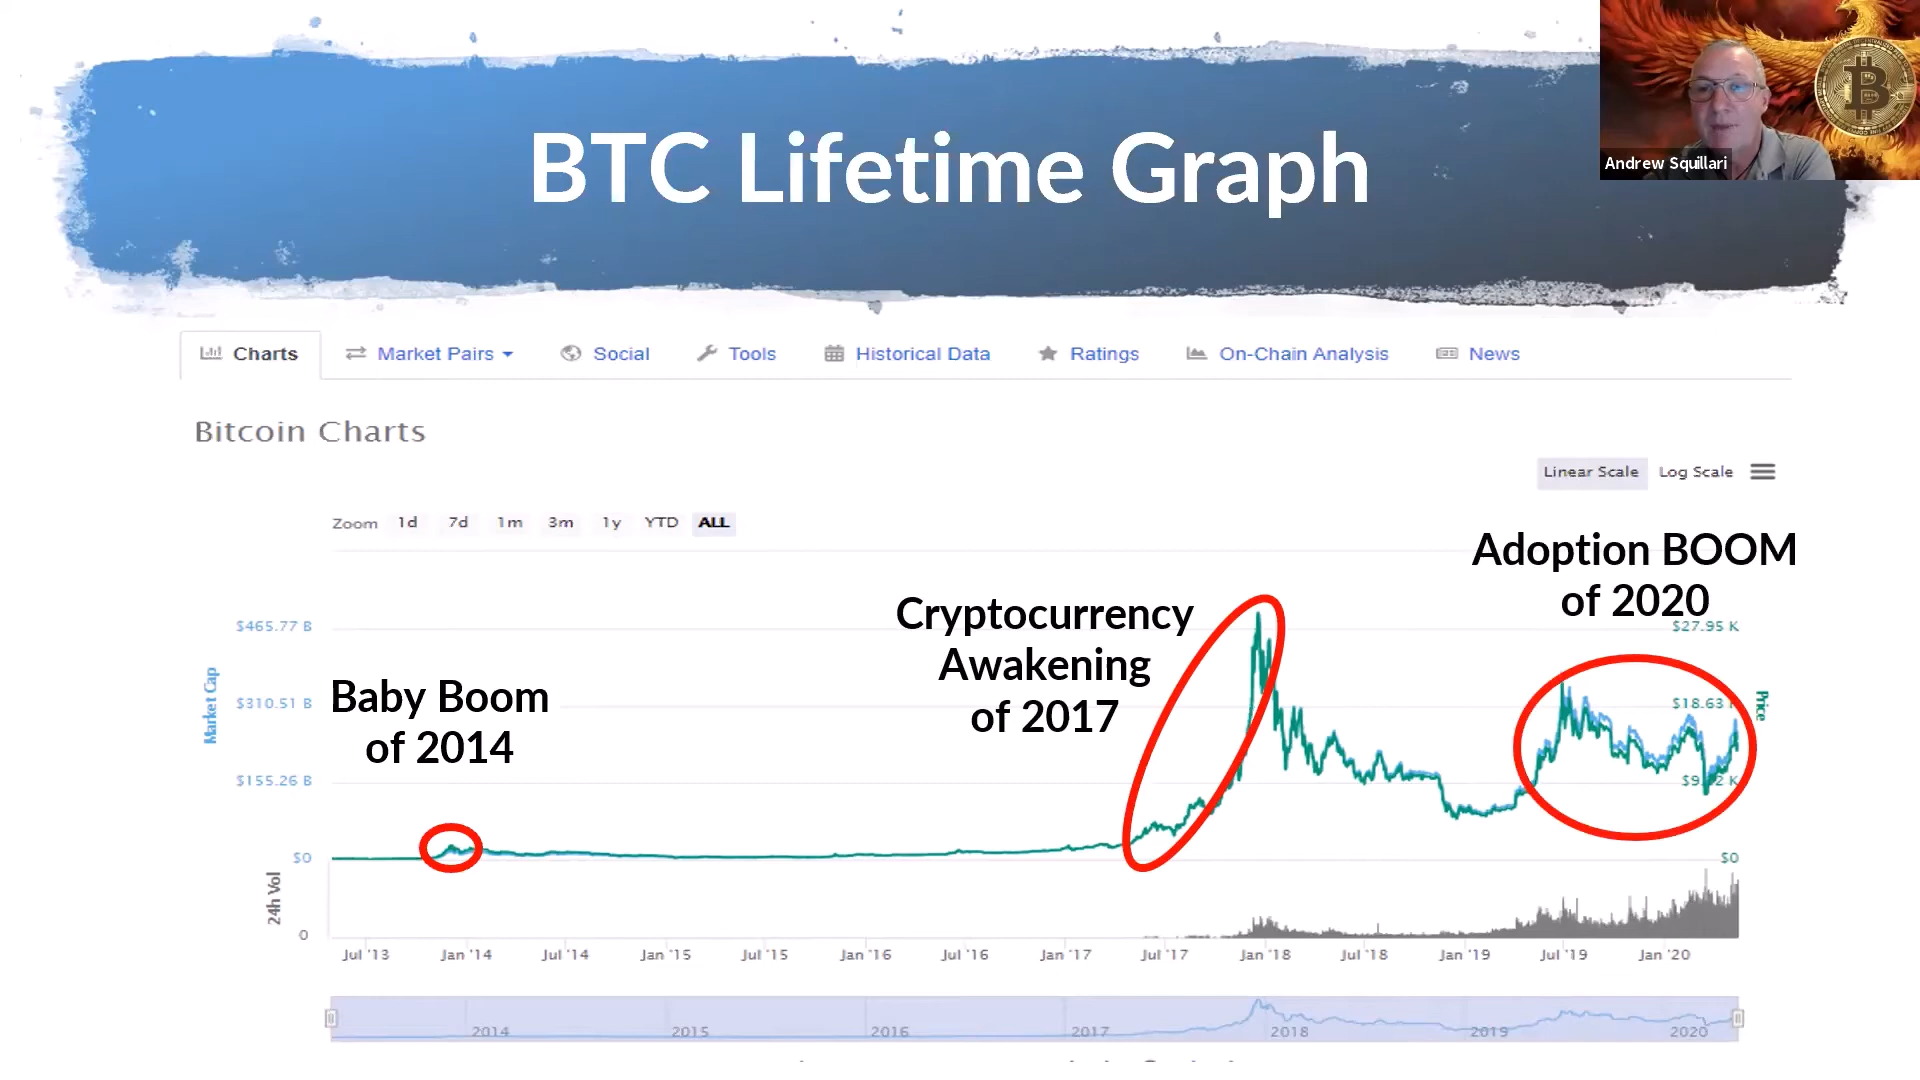 BTC Lifetime Graph
Andrew Squillari
Charts
Market Pairs
Social
Tools
Historical Data
Ratings
On-Chain Analysis
News
Bitcoin Charts
Linear Scale
Log Scale
Zoom 1d 7d 1m 3m 1y YTD ALL
Adoption BOOM
of 2020
Cryptocurrency
Awakening
of 2017
Baby Boom
of 2014
$465.77 B
$310.51 B
$155.26 B
$0
Market Cap
$27.95 K
$18.63
$0
Price
24h Vol
0
Jul '13 Jan '14 Jul '14 Jan '15 Jul '15 Jan '16 Jul '16 Jan '17 Jul '17 Jan '18 Jul '18 Jan '19 Jul '19 Jan '20
2014 2015 2016 2017 2018 2019 2020